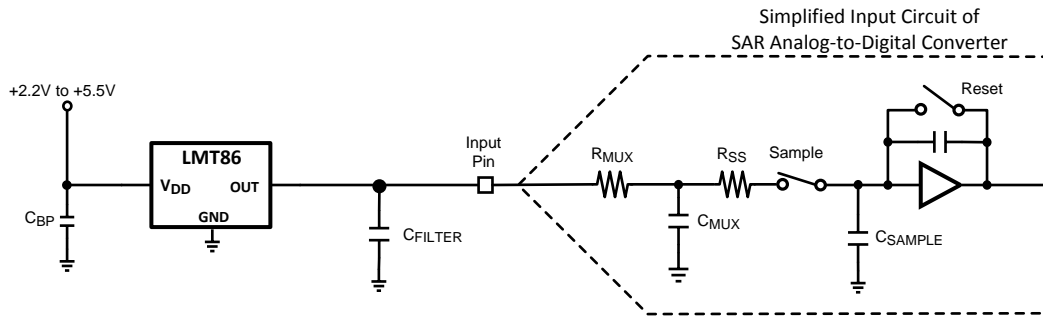 Simplified Input Circuit of
SAR Analog-to-Digital Converter
+2.2V to +5.5V
Reset
LMT86
Input
Pin
RMUX
RSS
Sample
VDD
OUT
GND
CBP
CFILTER
CMUX
CSAMPLE